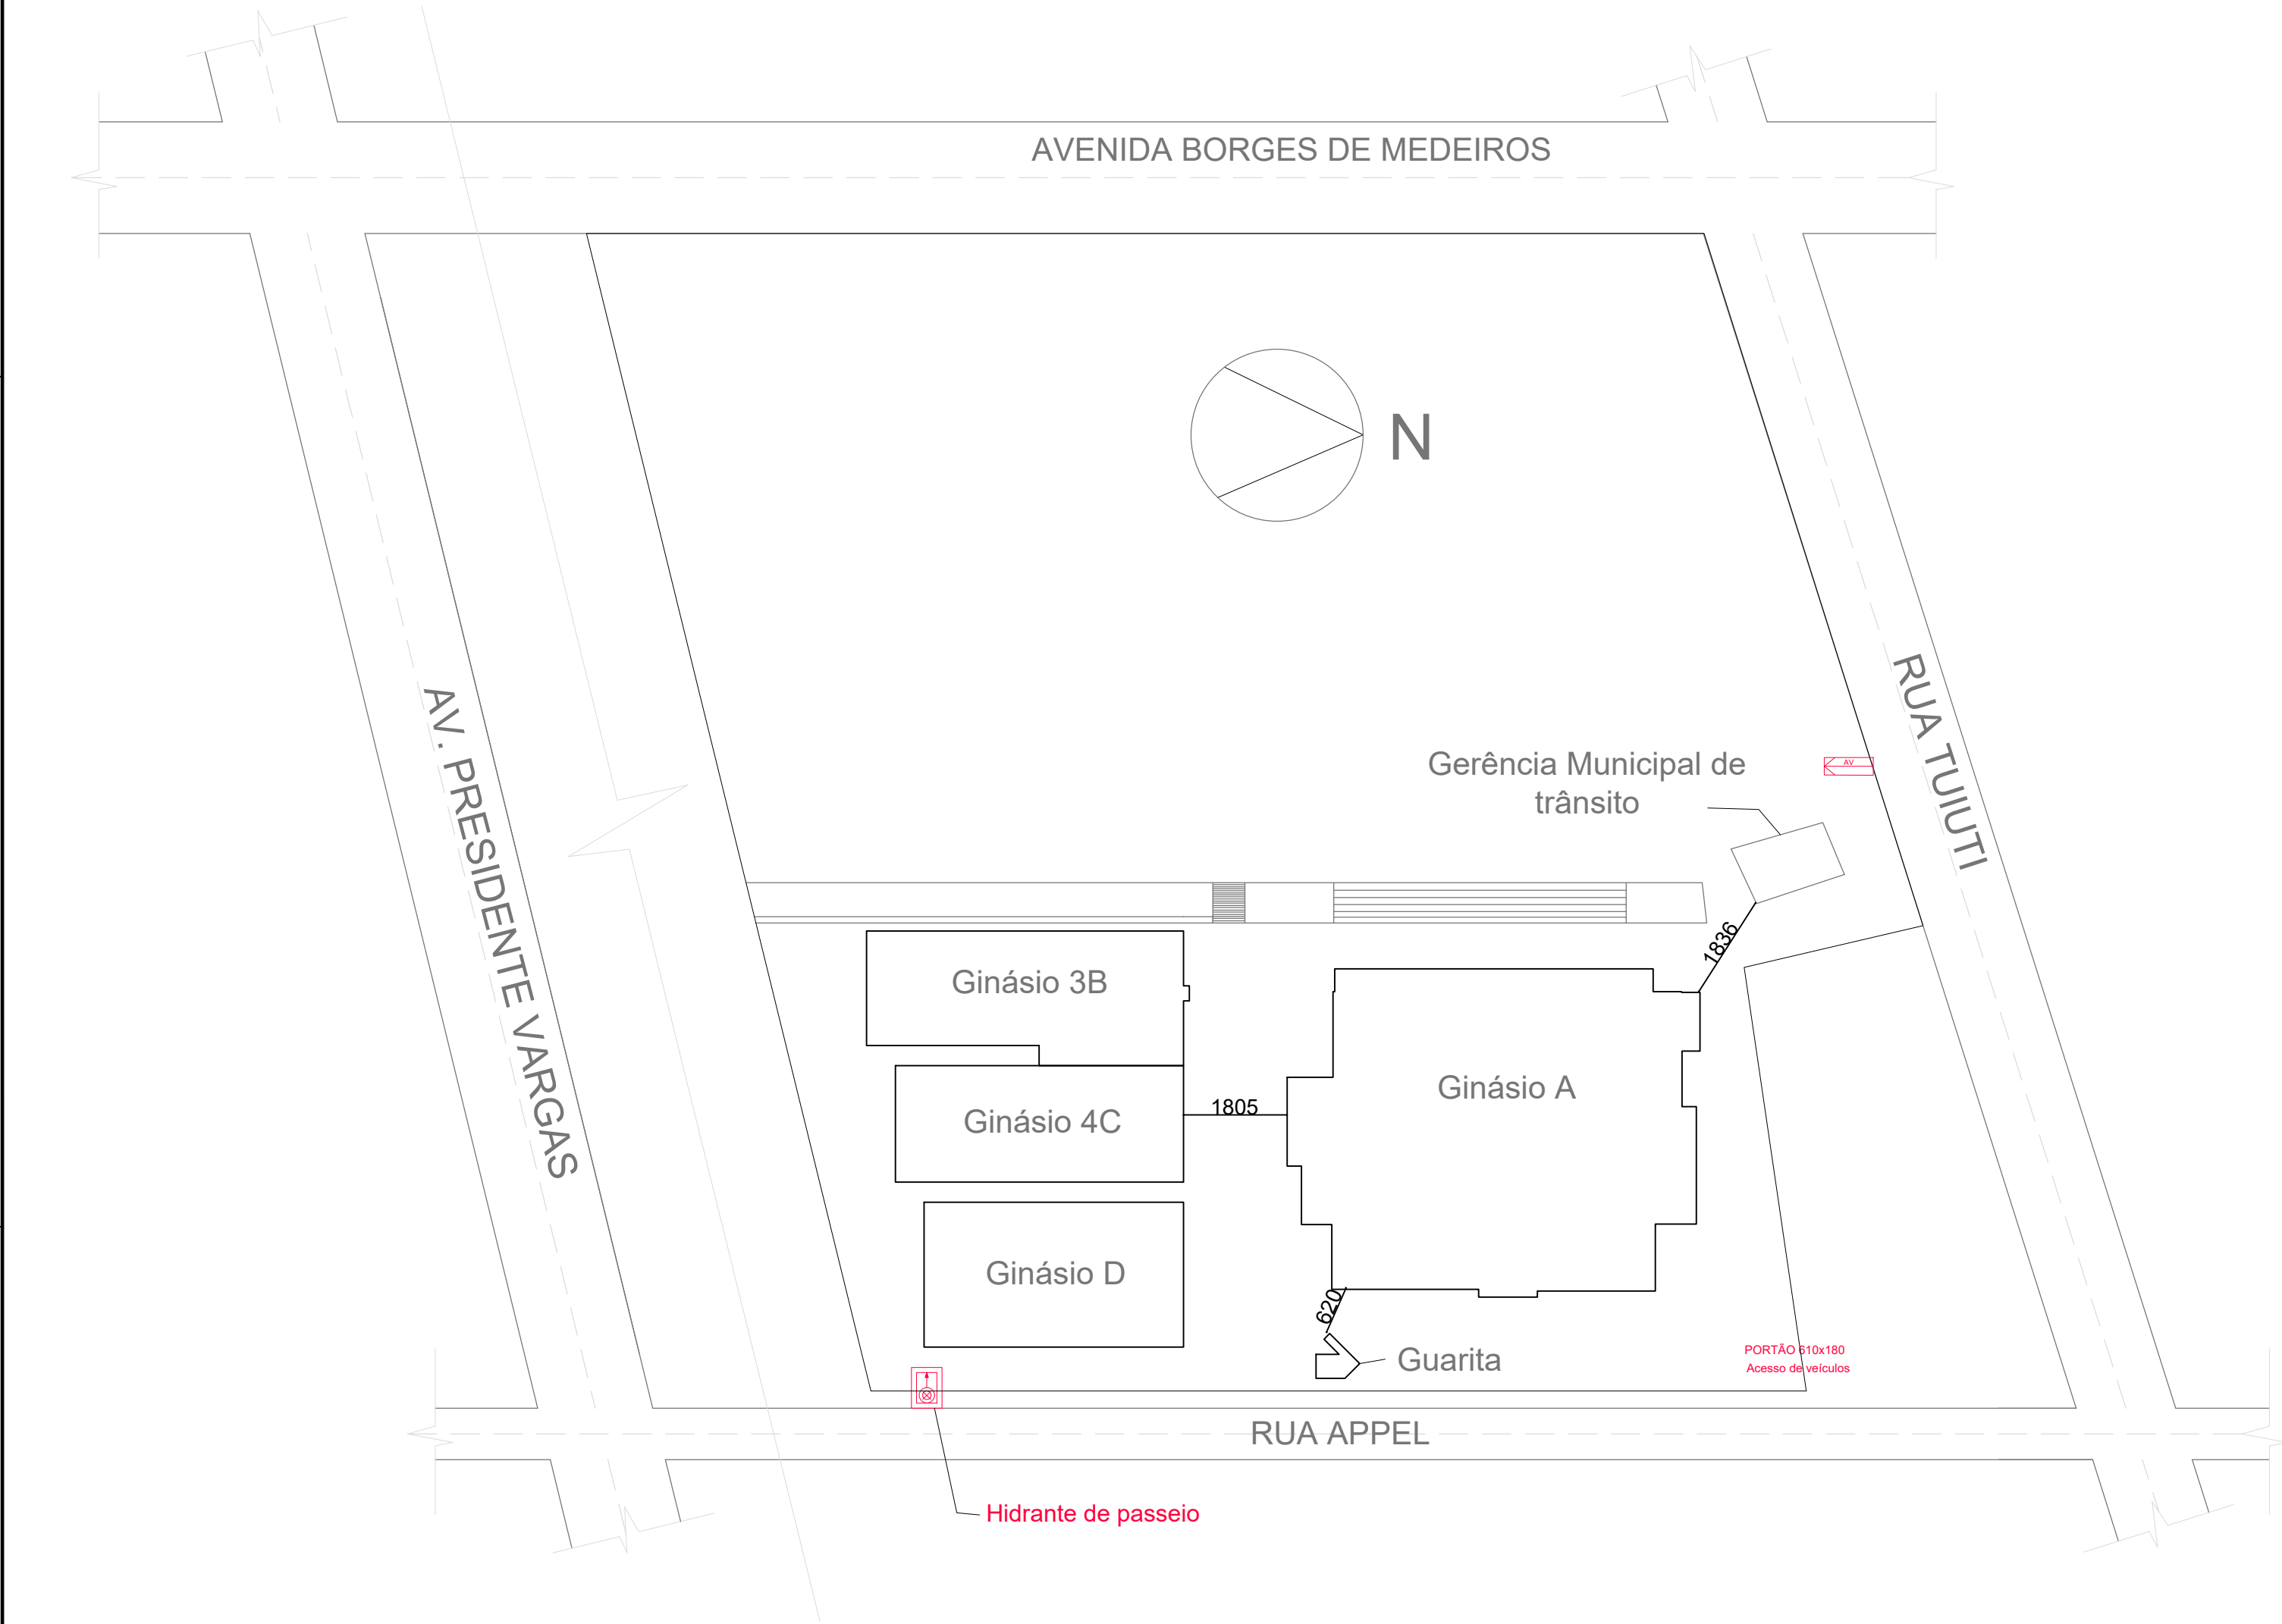 AVENIDA BORGES DE MEDEIROS
N
AV. PRESIDENTE VARGAS
RUA TUIUTI
Gerência Municipal de
trânsito
AV
1836
Ginásio 3B
Ginásio A
1805
Ginásio 4C
Ginásio D
620
Guarita
PORTÃO 610x180
Acesso de veículos
RUA APPEL
Hidrante de passeio